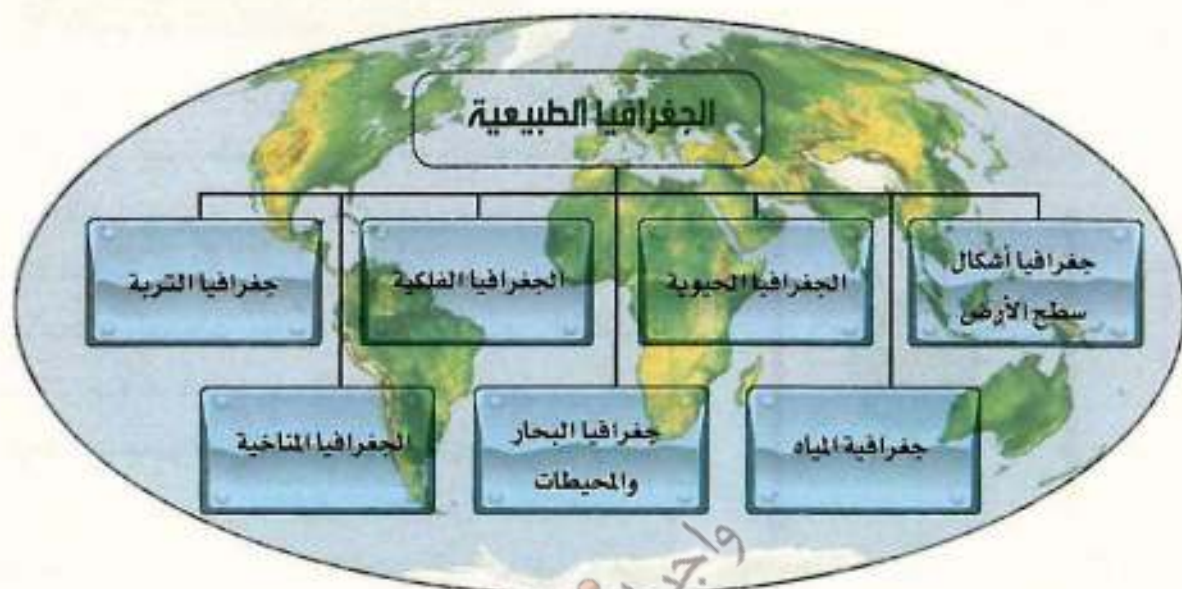 الجغرافيا الطبيعية
جغرافيا أشكال
سطح الأرض
الجغرافيا الحيوية
الجغرافيا الفلكية
جغرافيا التربة
جغرافية المياه
جغرافيا البحار
والمحيطات
الجغرافيا المناخية